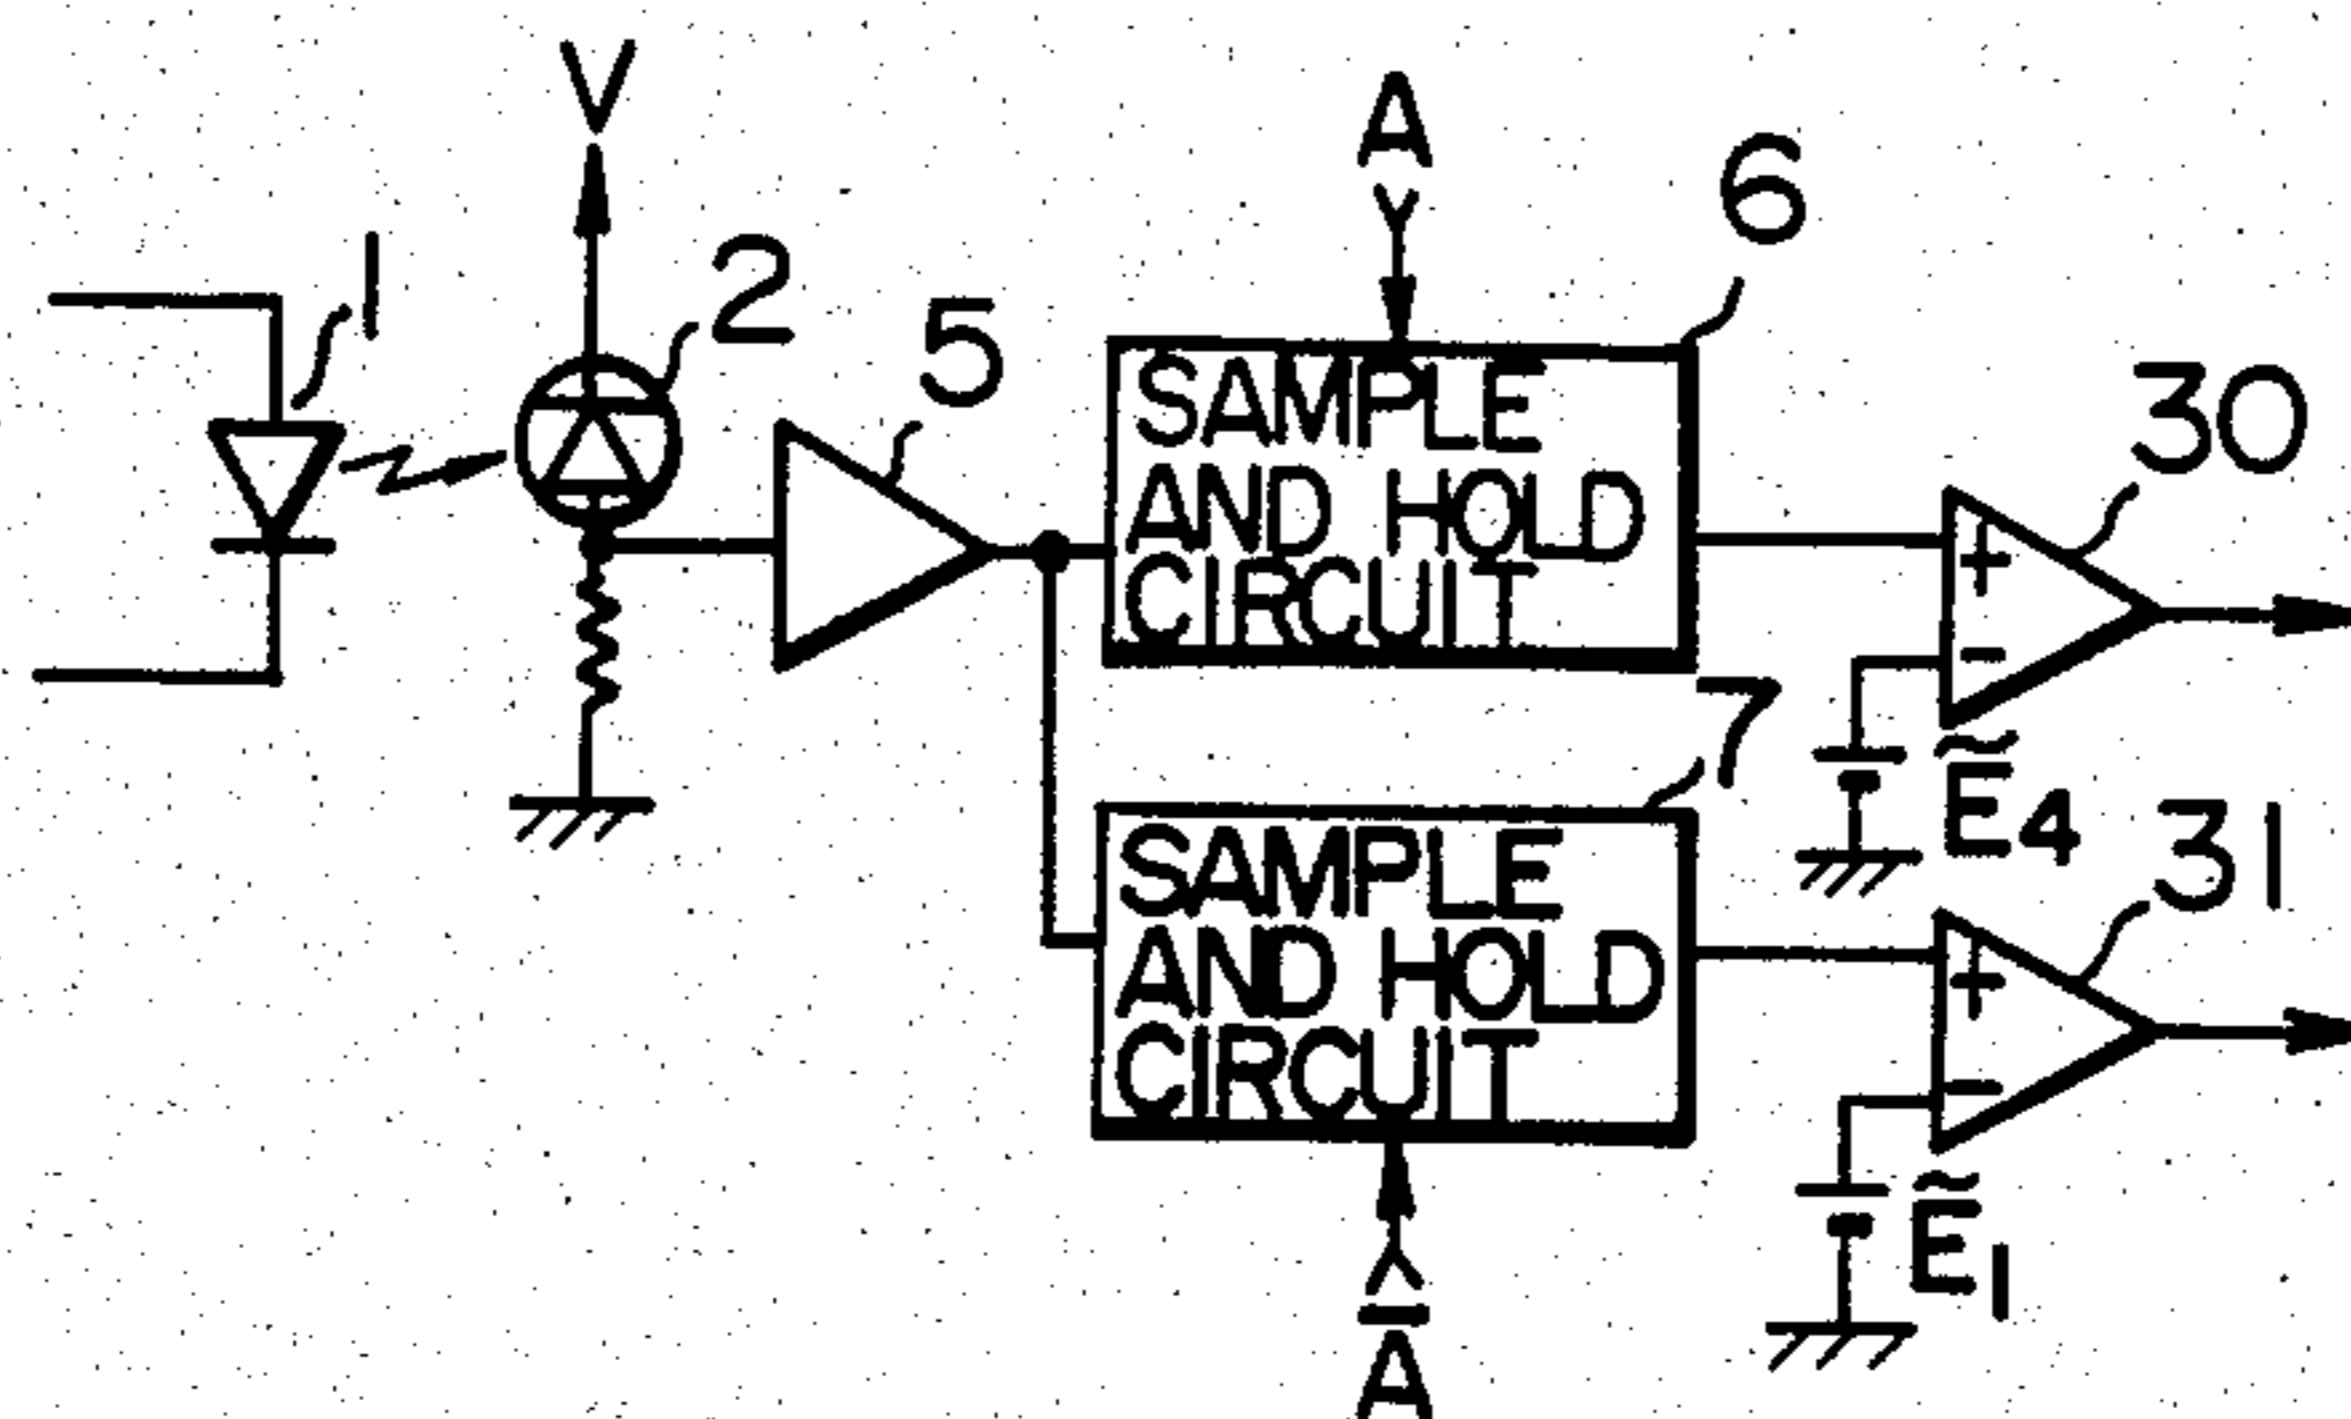 V
A
1
2
5
6
SAMPLE
AND HOLD
CIRCUIT
30
+
−
Ẽ4
7
SAMPLE
AND HOLD
CIRCUIT
31
+
−
Ẽ1
Ā